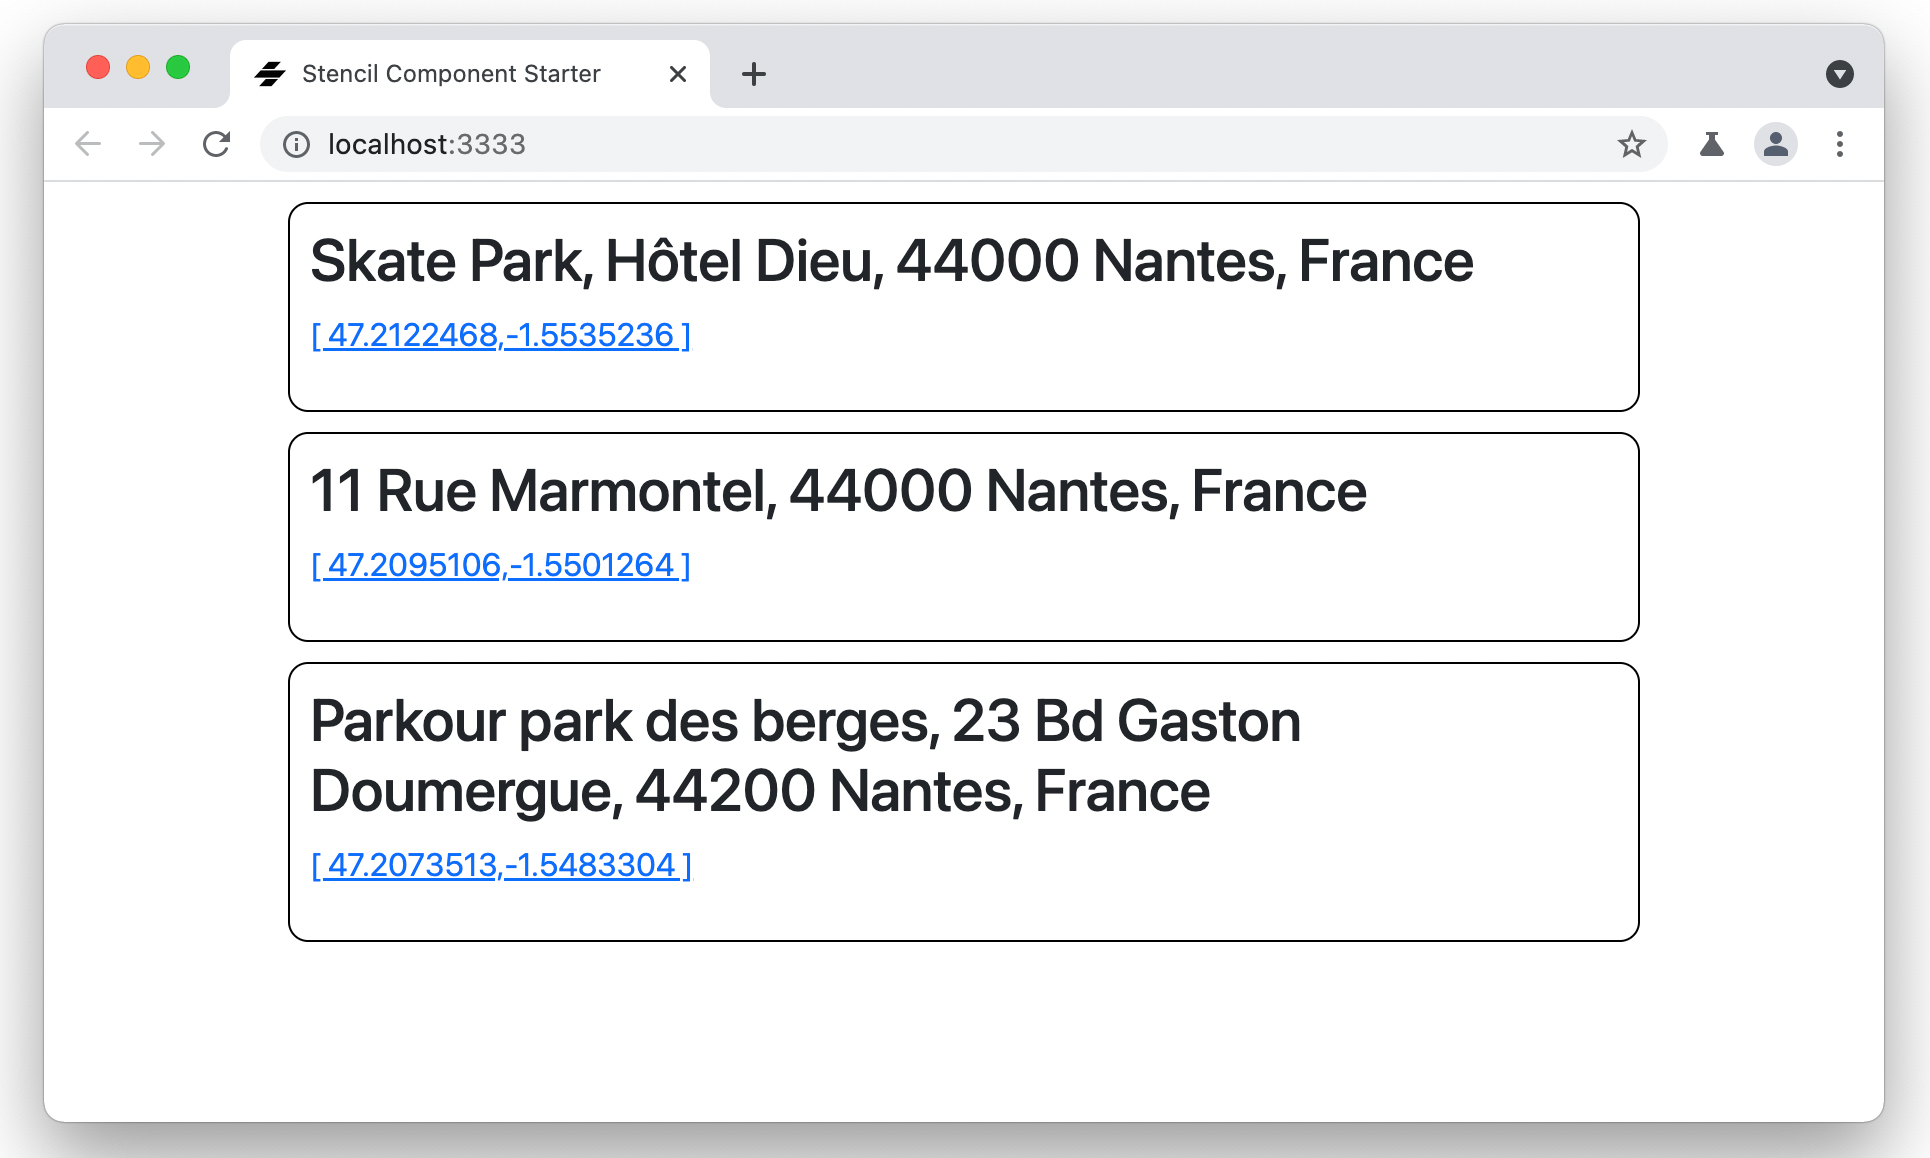 Stencil Component Starter
localhost:3333
Skate Park, Hôtel Dieu, 44000 Nantes, France
[ 47.2122468,-1.5535236 ]
11 Rue Marmontel, 44000 Nantes, France
[ 47.2095106,-1.5501264 ]
Parkour park des berges, 23 Bd Gaston
Doumergue, 44200 Nantes, France
[ 47.2073513,-1.5483304 ]